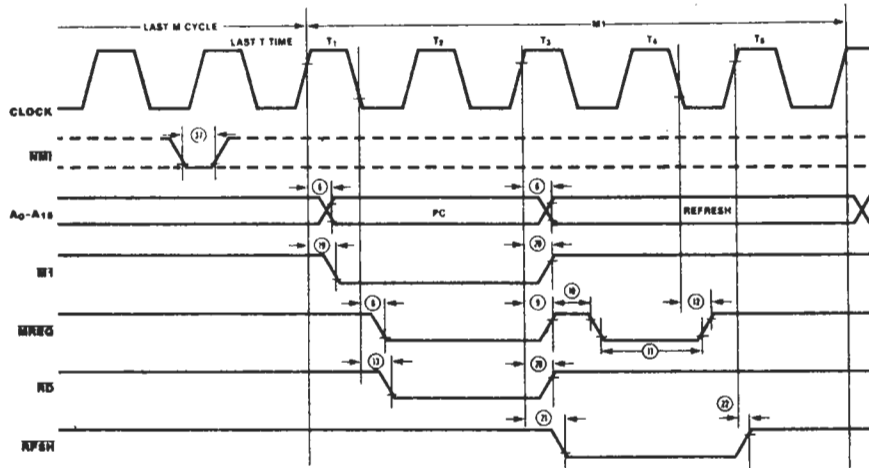 LAST M CYCLE
M1
LAST T TIME
T1
T2
T3
T4
T5
CLOCK
NMI
17
6
6
A0-A15
PC
REFRESH
19
20
M1
8
9
10
12
MREQ
11
13
20
RD
21
22
RFSH